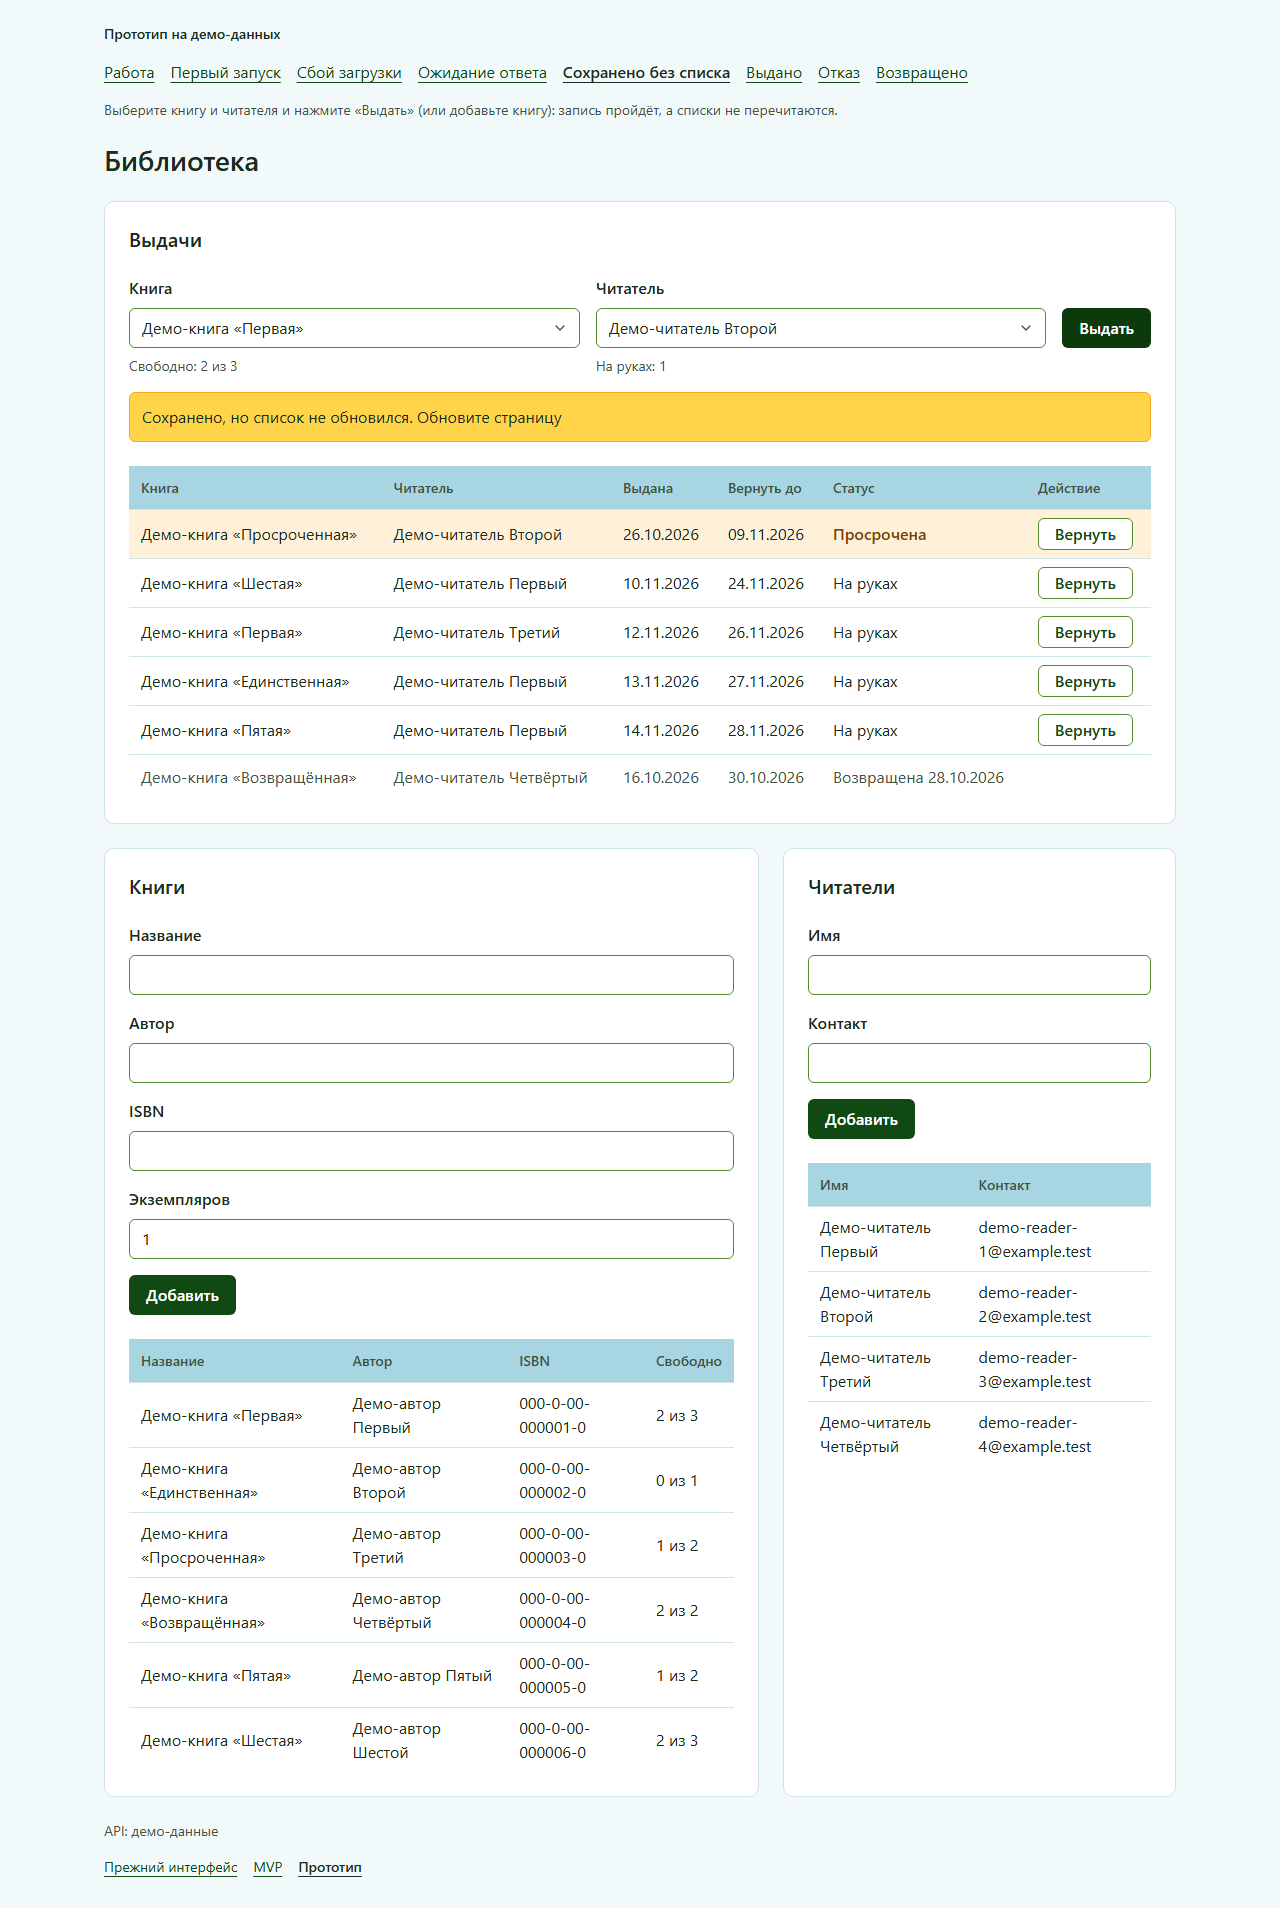 Прототип на демо-данных
Работа Первый запуск Сбой загрузки Ожидание ответа Сохранено без списка Выдано Отказ Возвращено
Выберите книгу и читателя и нажмите «Выдать» (или добавьте книгу): запись пройдёт, а списки не перечитаются.
Библиотека
Выдачи
Книга Читатель
Демо-книга «Первая» Демо-читатель Второй Выдать
Свободно: 2 из 3 На руках: 1
Сохранено, но список не обновился. Обновите страницу
Книга Читатель Выдана Вернуть до Статус Действие
Демо-книга «Просроченная» Демо-читатель Второй 26.10.2026 09.11.2026 Просрочена Вернуть
Демо-книга «Шестая» Демо-читатель Первый 10.11.2026 24.11.2026 На руках Вернуть
Демо-книга «Первая» Демо-читатель Третий 12.11.2026 26.11.2026 На руках Вернуть
Демо-книга «Единственная» Демо-читатель Первый 13.11.2026 27.11.2026 На руках Вернуть
Демо-книга «Пятая» Демо-читатель Первый 14.11.2026 28.11.2026 На руках Вернуть
Демо-книга «Возвращённая» Демо-читатель Четвёртый 16.10.2026 30.10.2026 Возвращена 28.10.2026
Книги
Название
Автор
ISBN
Экземпляров
1
Добавить
Название Автор ISBN Свободно
Демо-книга «Первая» Демо-автор Первый 000-0-00-000001-0 2 из 3
Демо-книга «Единственная» Демо-автор Второй 000-0-00-000002-0 0 из 1
Демо-книга «Просроченная» Демо-автор Третий 000-0-00-000003-0 1 из 2
Демо-книга «Возвращённая» Демо-автор Четвёртый 000-0-00-000004-0 2 из 2
Демо-книга «Пятая» Демо-автор Пятый 000-0-00-000005-0 1 из 2
Демо-книга «Шестая» Демо-автор Шестой 000-0-00-000006-0 2 из 3
Читатели
Имя
Контакт
Добавить
Имя Контакт
Демо-читатель Первый demo-reader-1@example.test
Демо-читатель Второй demo-reader-2@example.test
Демо-читатель Третий demo-reader-3@example.test
Демо-читатель Четвёртый demo-reader-4@example.test
API: демо-данные
Прежний интерфейс MVP Прототип